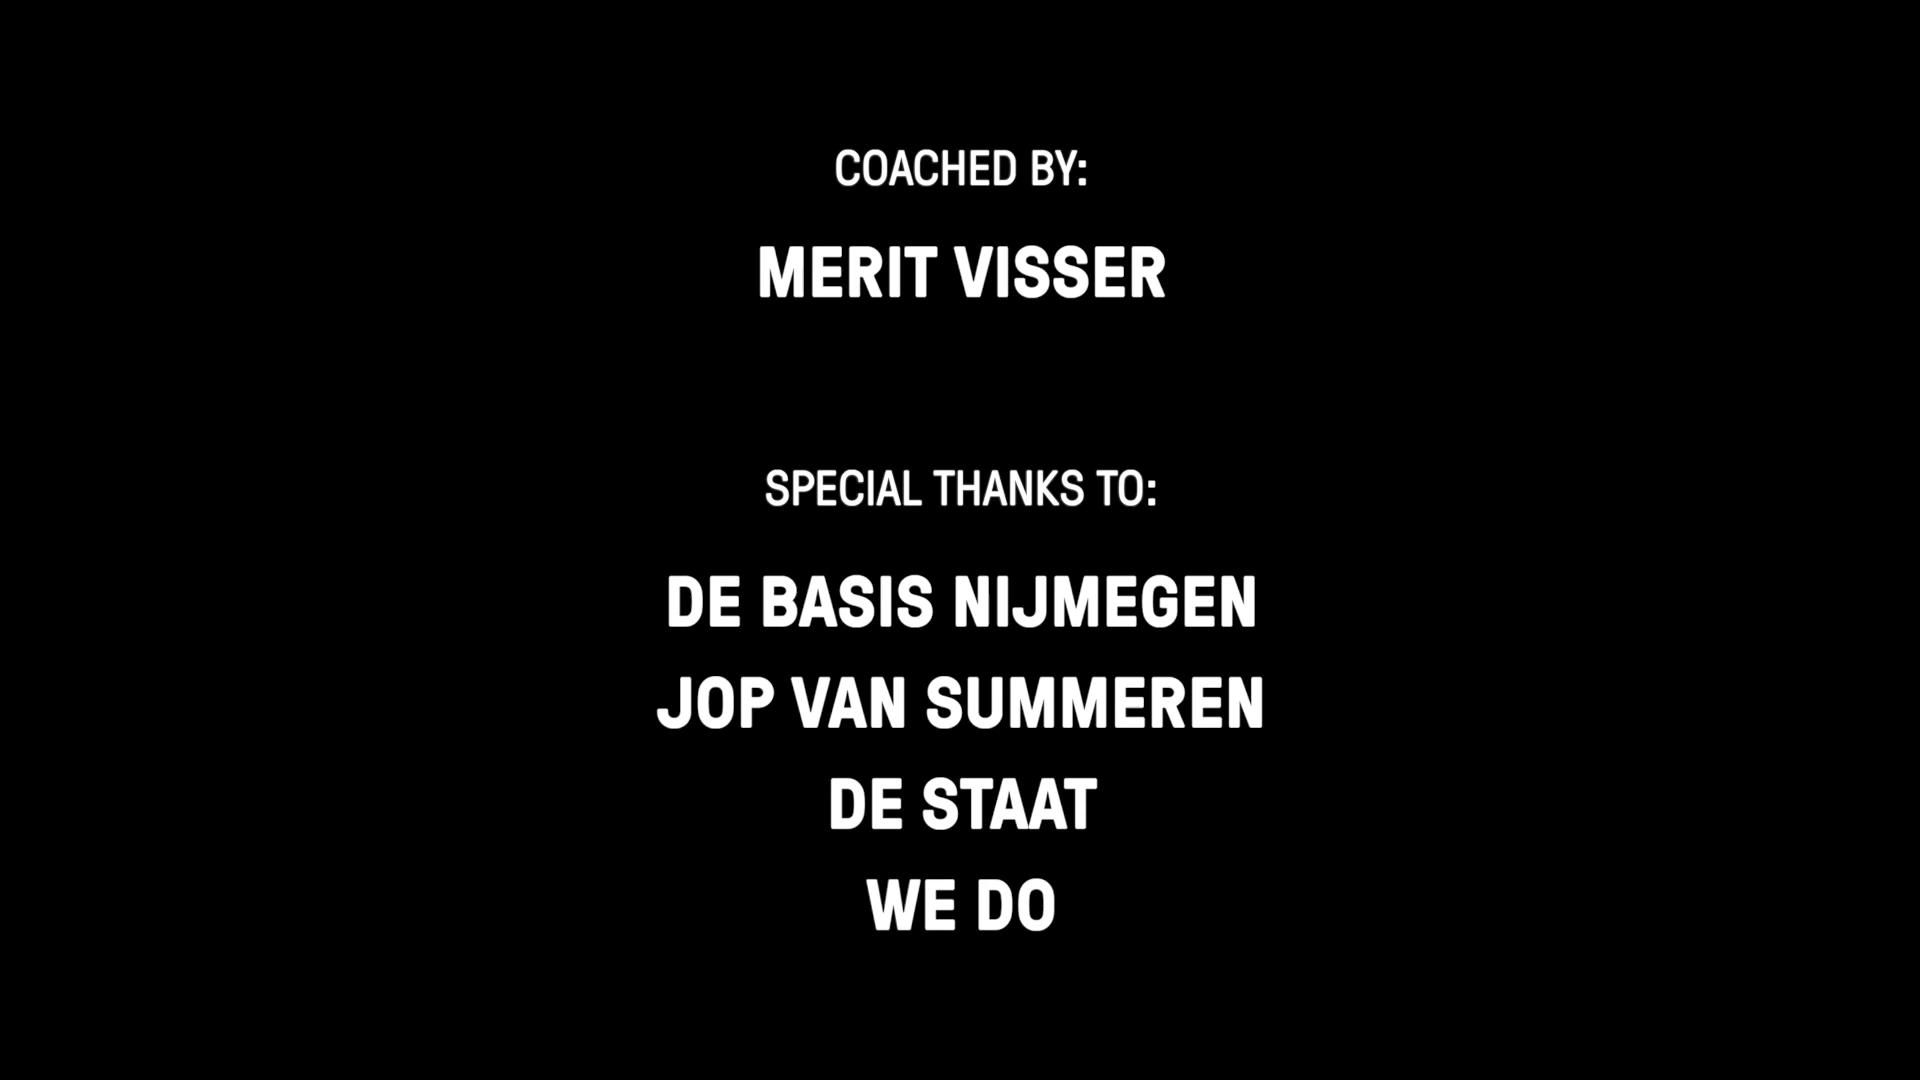 COACHED BY:
MERIT VISSER
SPECIAL THANKS TO:
DE BASIS NIJMEGEN
JOP VAN SUMMEREN
DE STAAT
WE DO